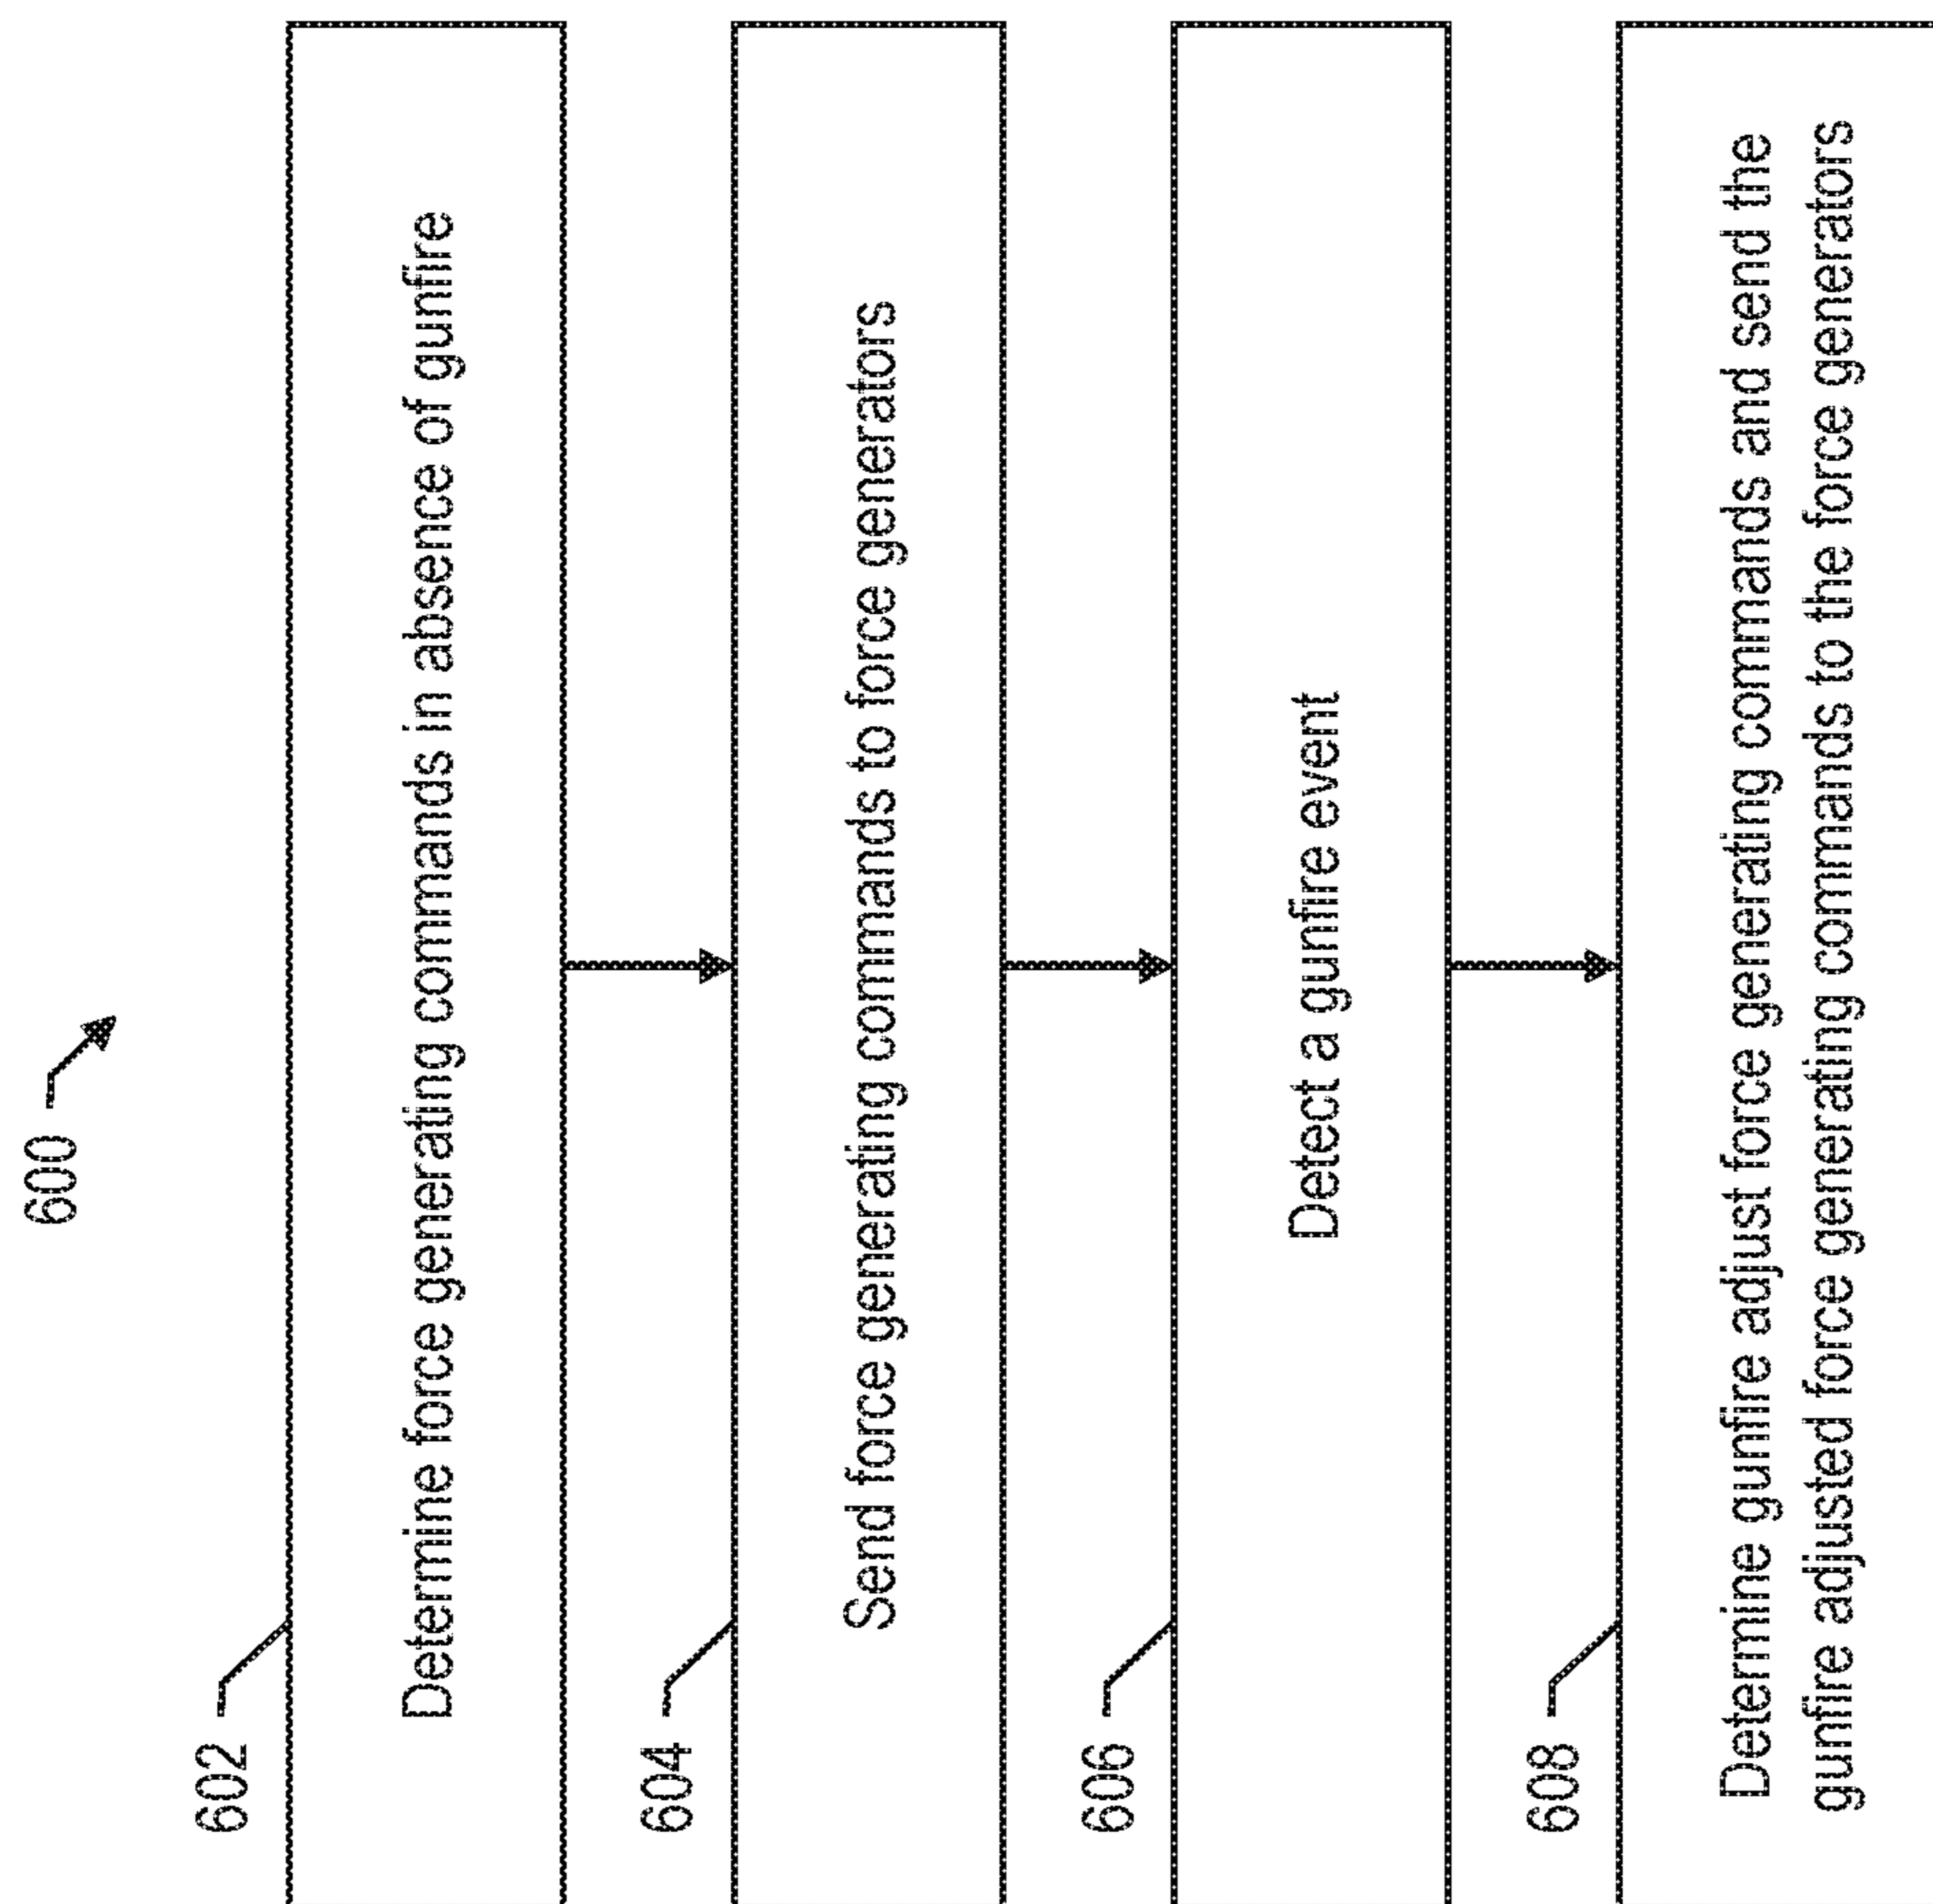 600
602
Determine force generating commands in absence of gunfire
604
Send force generating commands to force generators
606
Detect a gunfire event
608
Determine gunfire adjust force generating commands and send the
gunfire adjusted force generating commands to the force generators